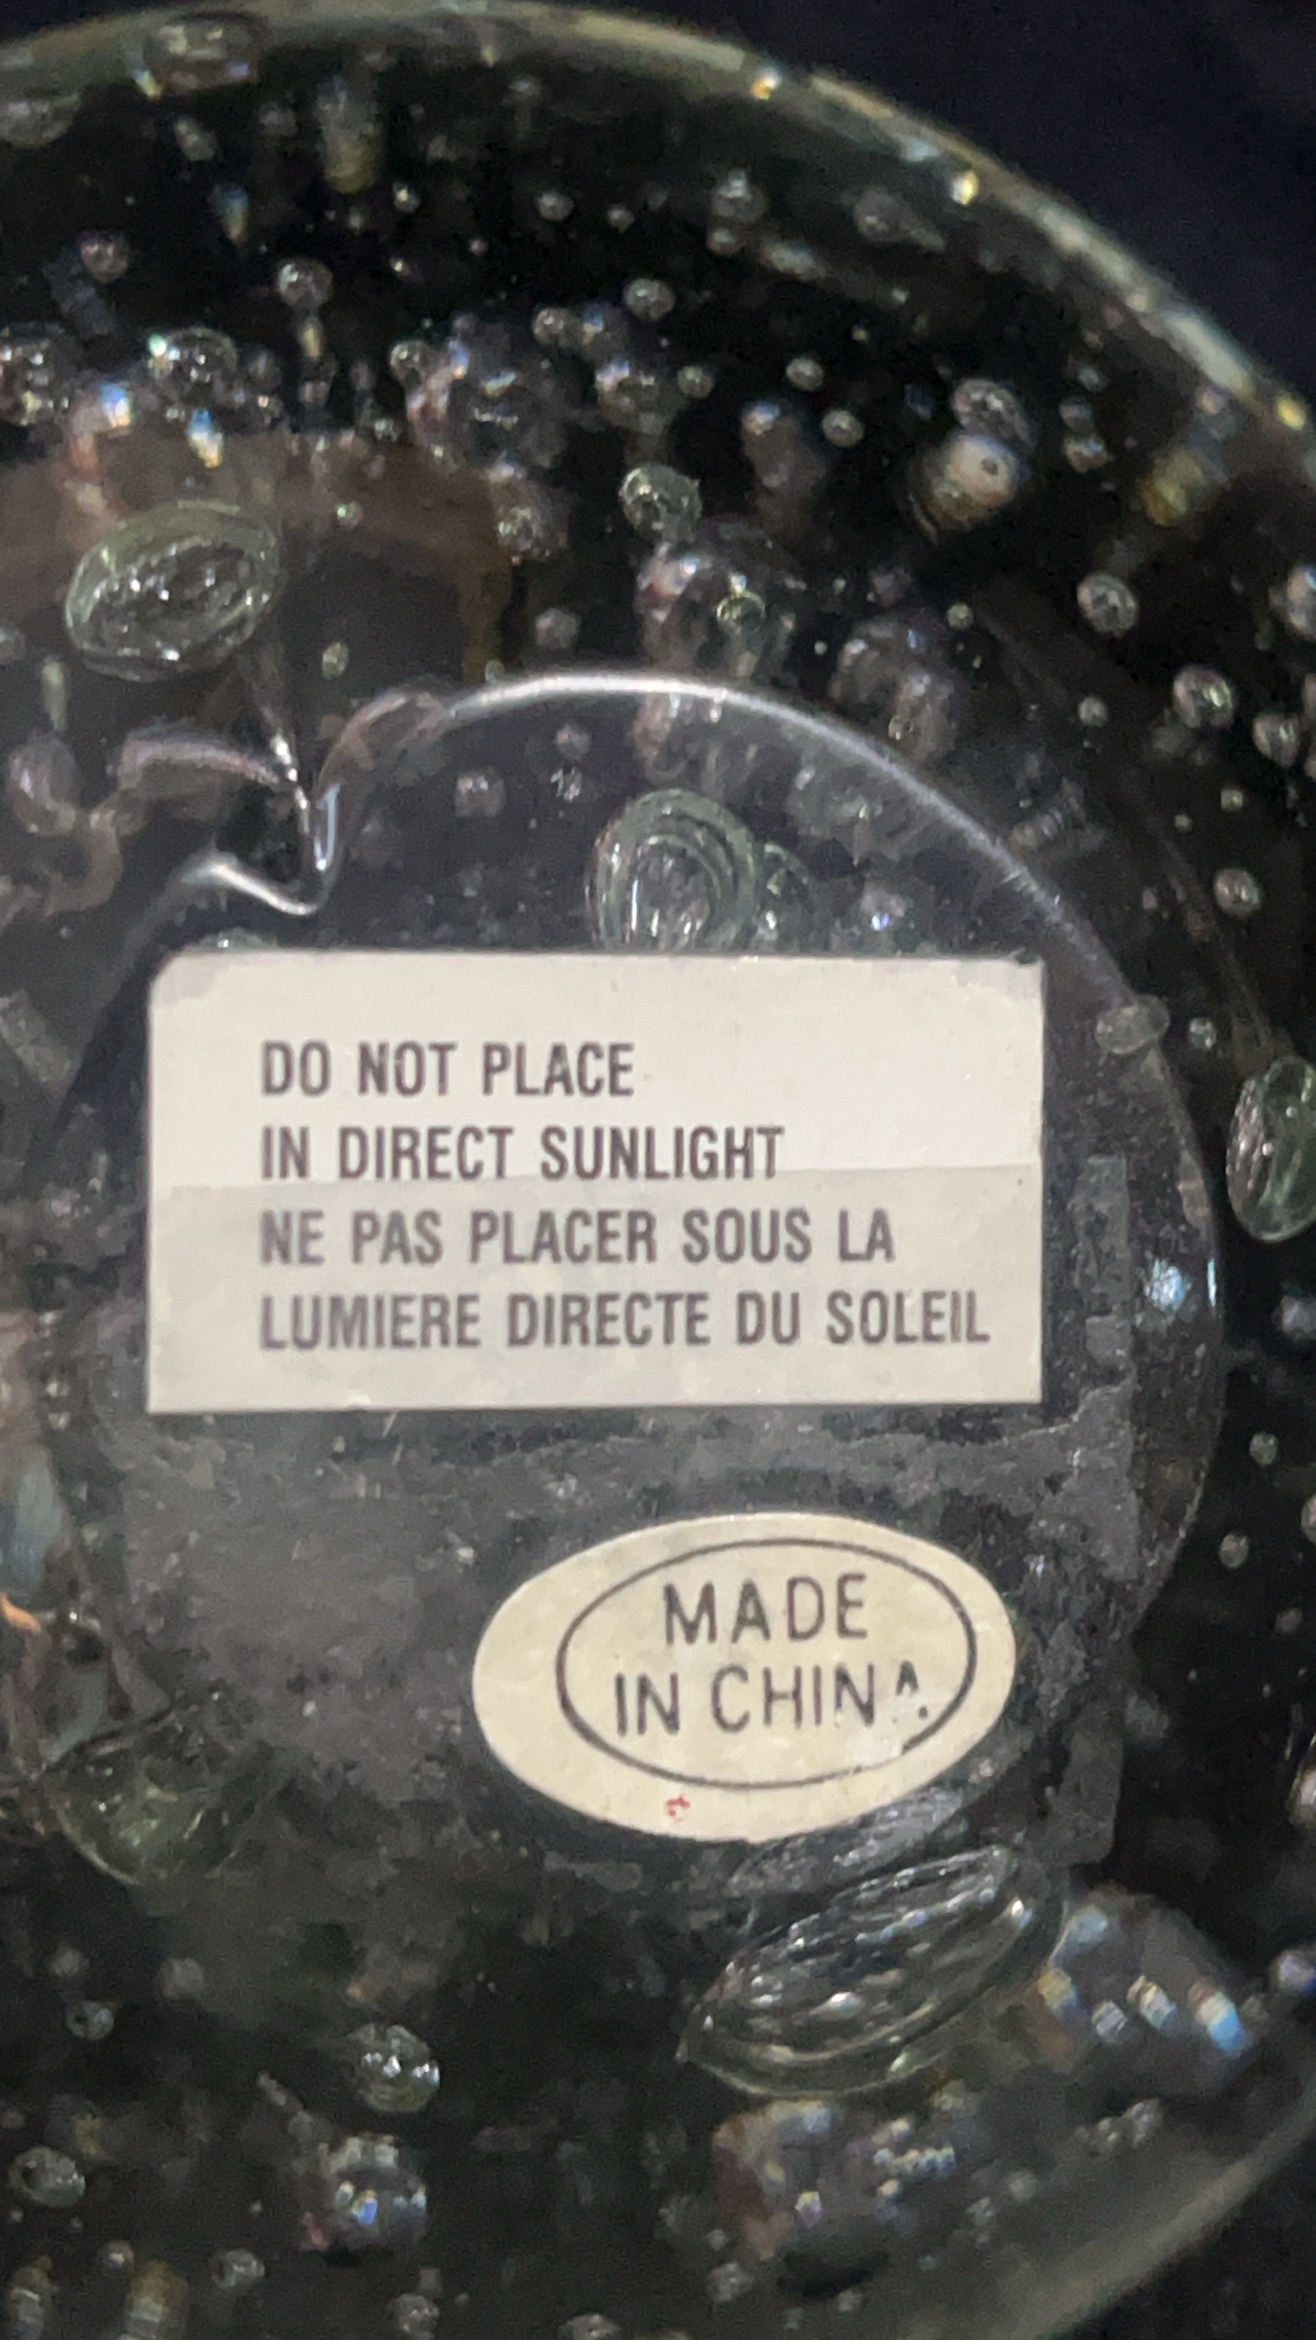 DO NOT PLACE
IN DIRECT SUNLIGHT
NE PAS PLACER SOUS LA
LUMIERE DIRECTE DU SOLEIL
MADE
IN CHINA